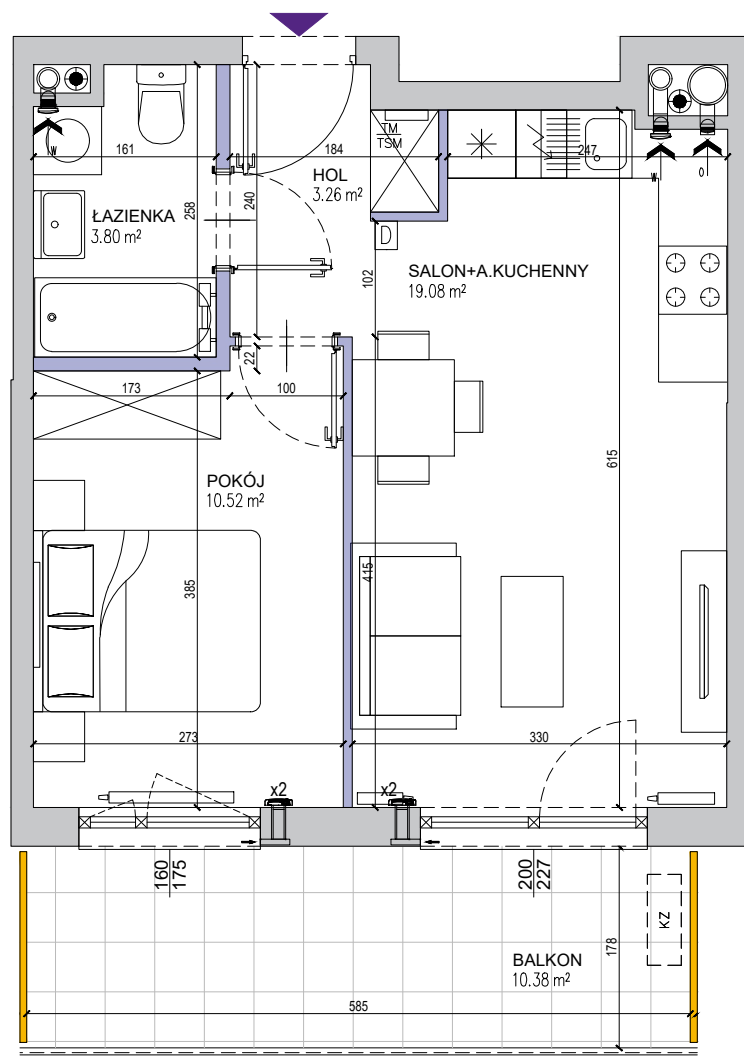 TM
TSM
161
184
247
HOL
3.26 m²
W
W
O
ŁAZIENKA
3.80 m²
258
240
D
SALON+A.KUCHENNY
19.08 m²
102
22
173
100
615
POKÓJ
10.52 m²
385
415
273
330
x2
x2
160
175
200
227
KZ
178
BALKON
10.38 m²
585